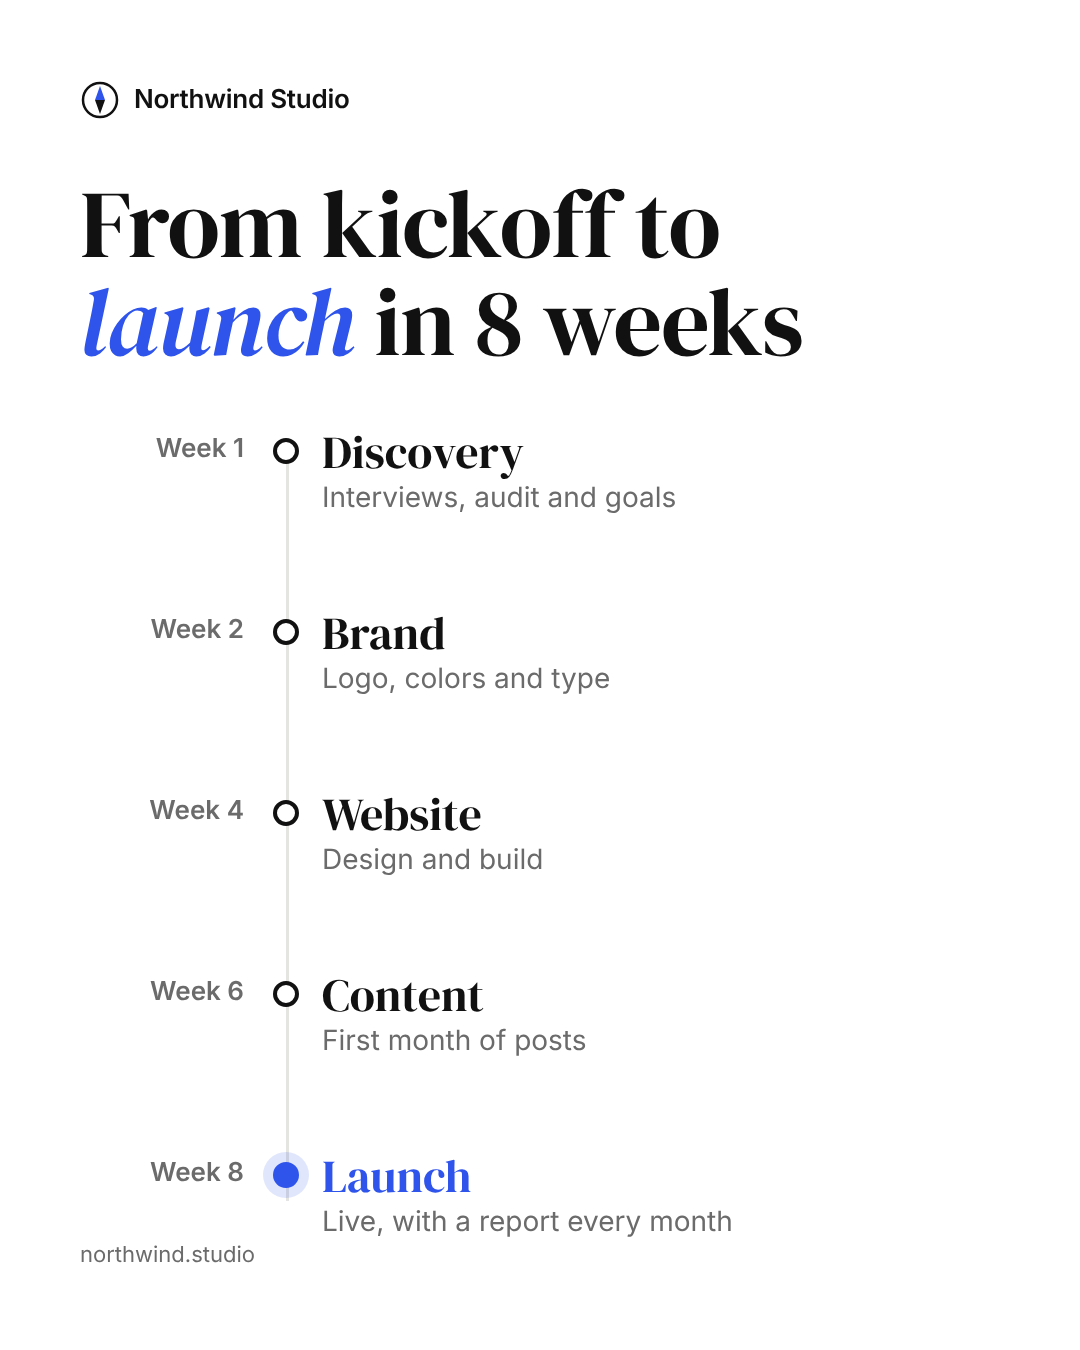 Northwind Studio
From kickoff to
launch in 8 weeks
Week 1
Discovery
Interviews, audit and goals
Week 2
Brand
Logo, colors and type
Week 4
Website
Design and build
Week 6
Content
First month of posts
Week 8
Launch
Live, with a report every month
northwind.studio